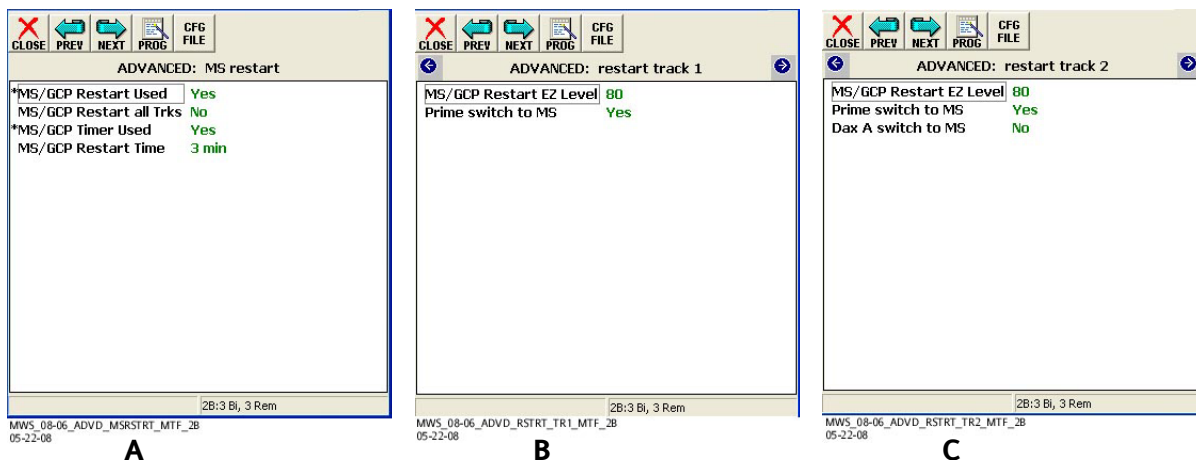 CLOSE PREV NEXT PROG CFG FILE
ADVANCED: MS restart
*MS/GCP Restart Used Yes
MS/GCP Restart all Trks No
*MS/GCP Timer Used Yes
MS/GCP Restart Time 3 min
2B:3 Bi, 3 Rem
MWS_08-06_ADVD_MSRSTRT_MTF_2B
05-22-08
A
CLOSE PREV NEXT PROG CFG FILE
ADVANCED: restart track 1
MS/GCP Restart EZ Level 80
Prime switch to MS Yes
2B:3 Bi, 3 Rem
MWS_08-06_ADVD_RSTRT_TR1_MTF_2B
05-22-08
B
CLOSE PREV NEXT PROG CFG FILE
ADVANCED: restart track 2
MS/GCP Restart EZ Level 80
Prime switch to MS Yes
Dax A switch to MS No
2B:3 Bi, 3 Rem
MWS_08-06_ADVD_RSTRT_TR2_MTF_2B
05-22-08
C